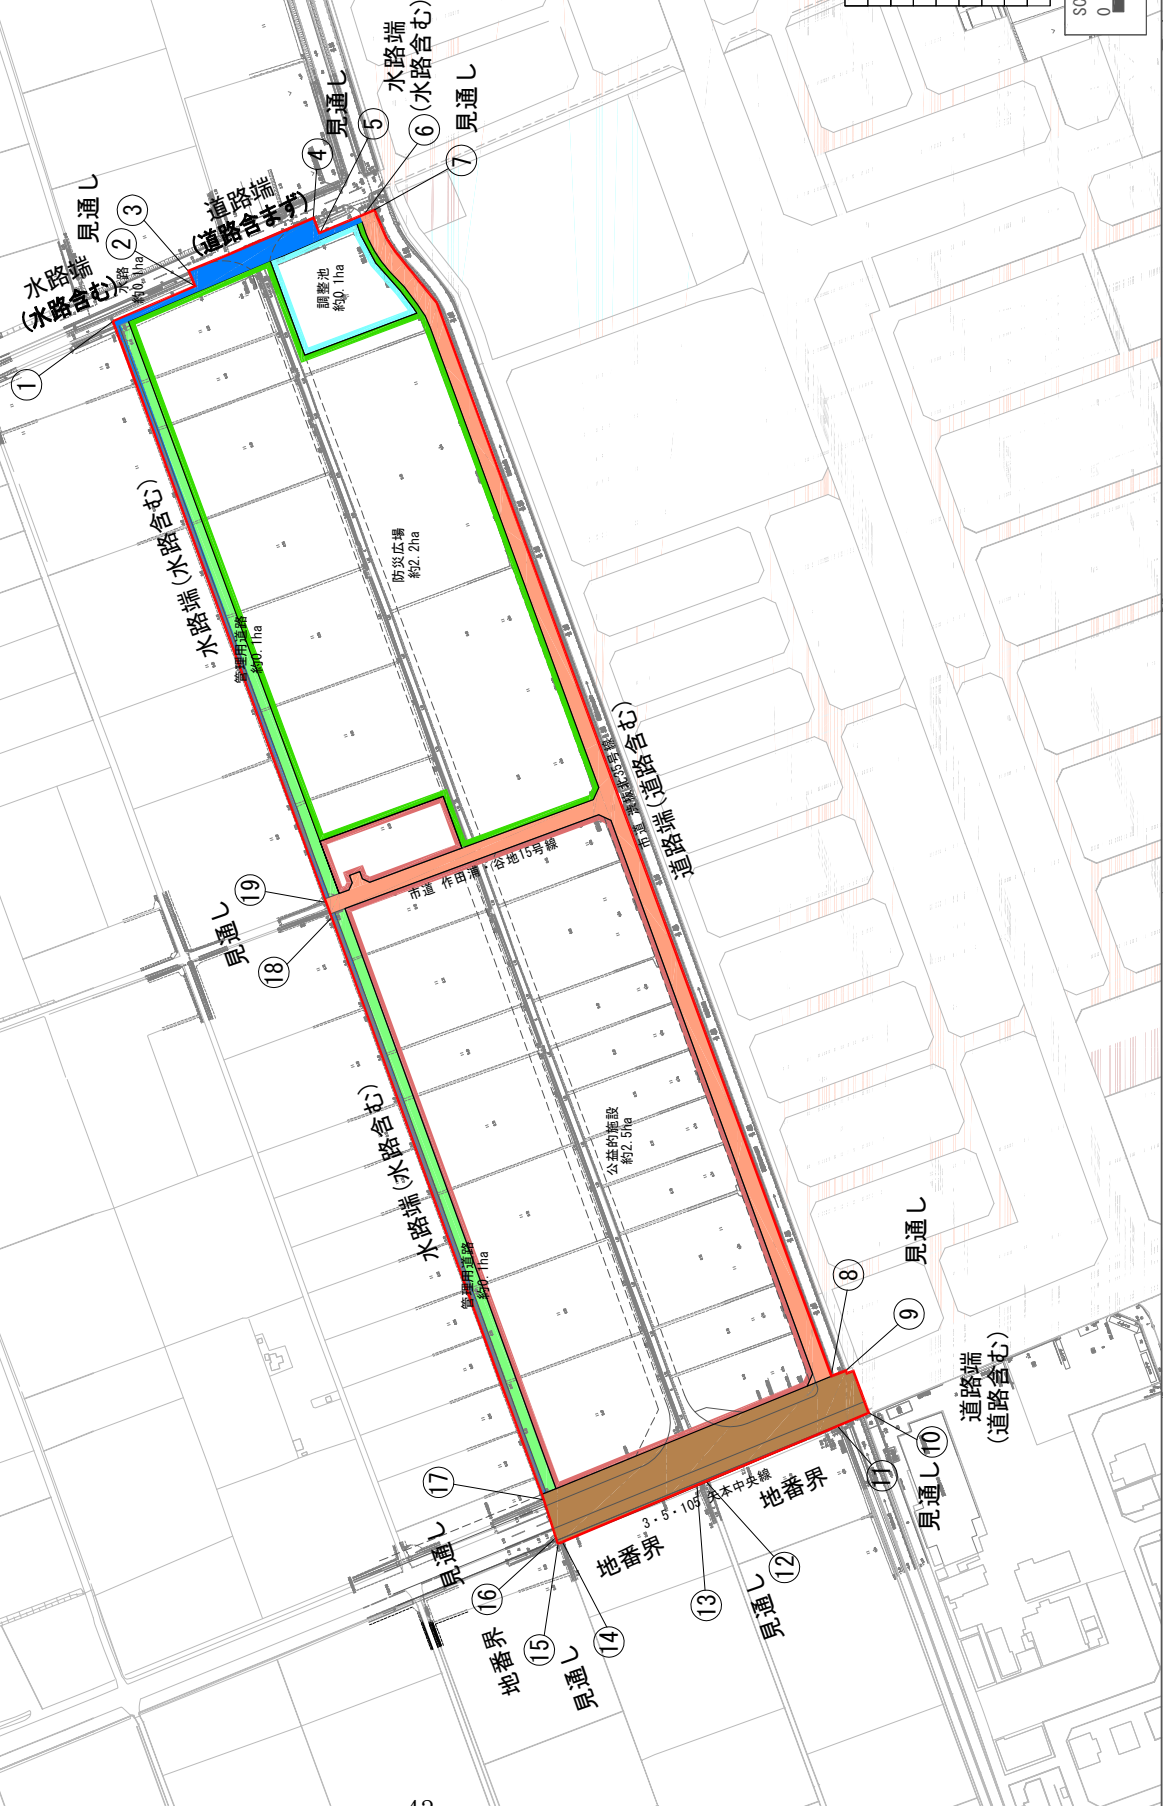 水路端
(水路含む)
水路
約0.1ha
見通し
道路端
(道路含まず)
見通し
水路端
(水路含む)
見通し
①
②
③
④
⑤
⑥
⑦
調整池
約0.1ha
防災広場
約2.2ha
水路端(水路含む)
管理用道路
約0.1ha
道路端(道路含む)
市道 作田浦・谷地15号線
⑲
見通し
⑱
水路端(水路含む)
管理用道路
約0.1ha
公益的施設
約2.5ha
⑧
見通し
⑨
道路端
(道路含む)
⑩
見通し
⑪
3・5・105 矢本中央線
地番界
⑫
見通し
⑬
地番界
⑭
見通し
⑮
地番界
⑯
見通し
⑰
SC
0